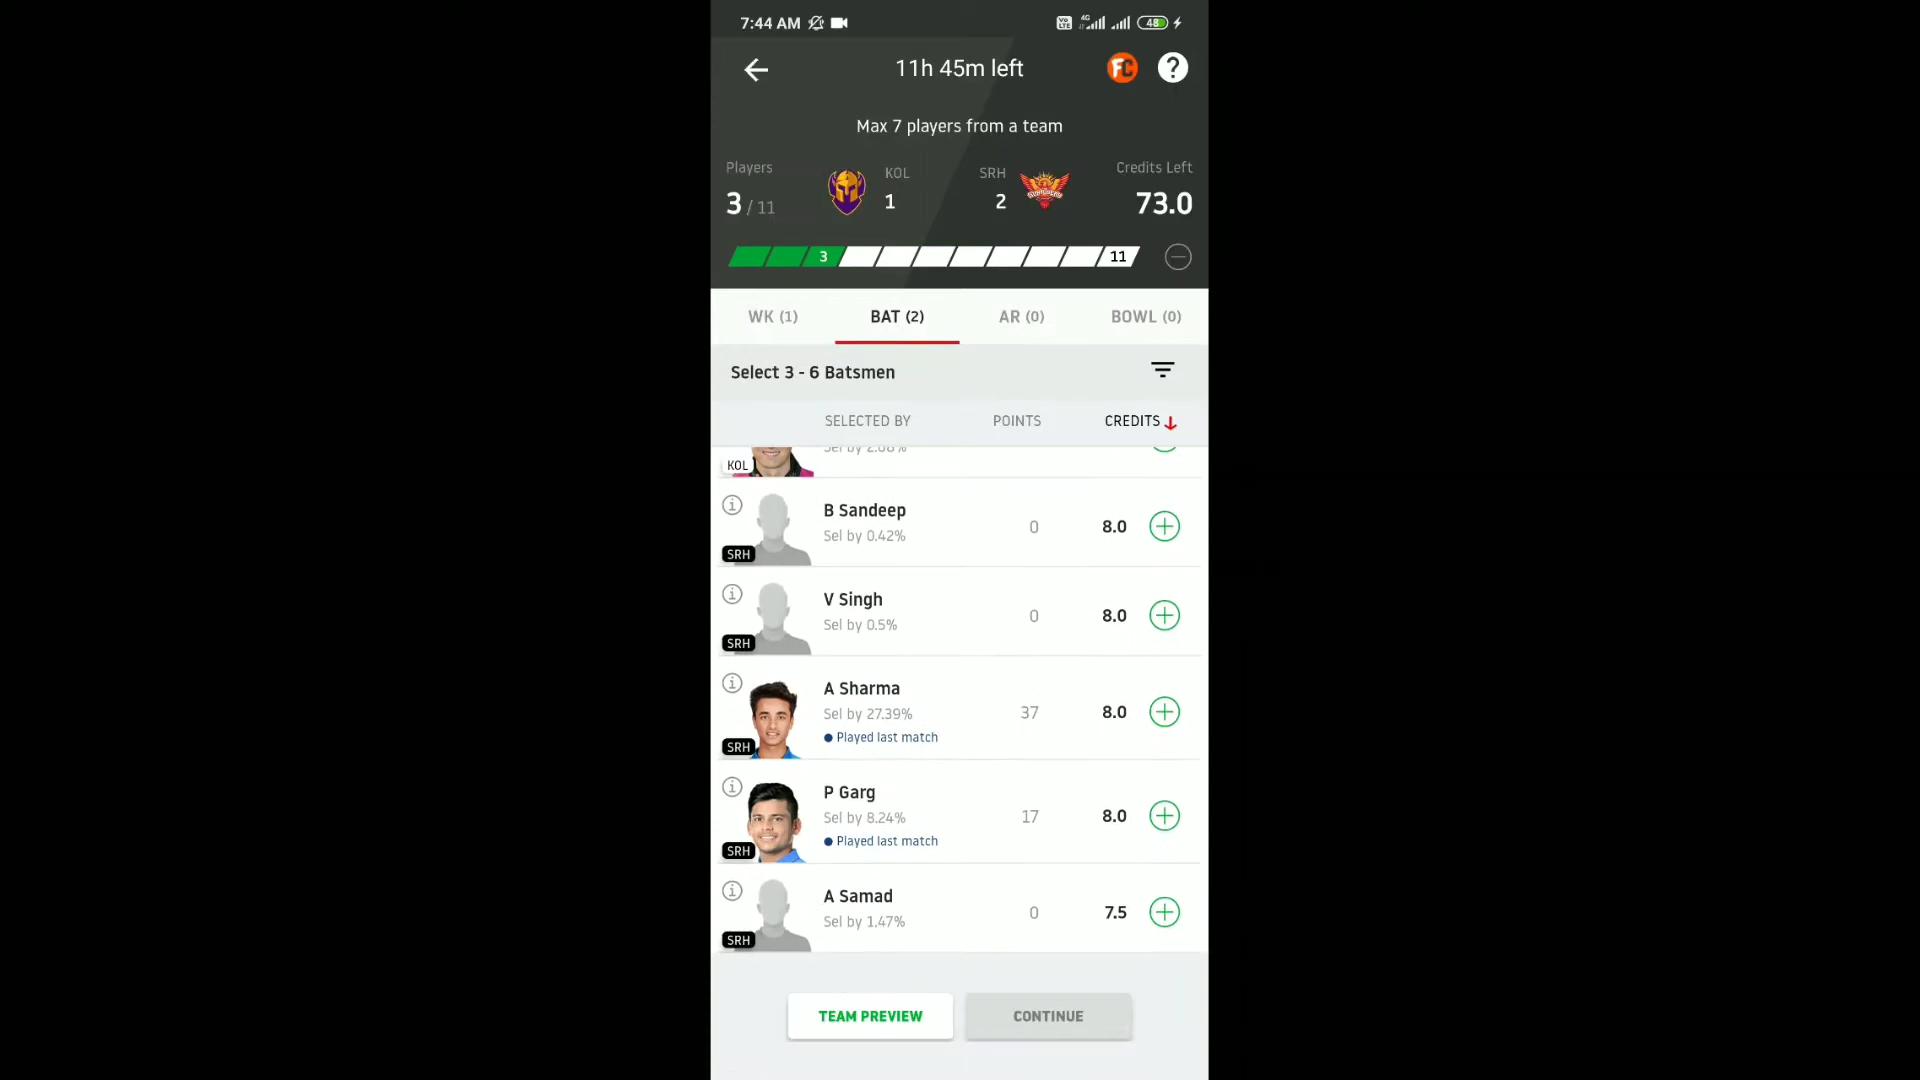 7:44 AM
Vo LTE 4G 48
11h 45m left
FC ?
Max 7 players from a team
Players KOL SRH Credits Left
3 / 11 1 2 73.0
3 11
WK (1) BAT (2) AR (0) BOWL (0)
Select 3 - 6 Batsmen
SELECTED BY POINTS CREDITS
KOL
B Sandeep
Sel by 0.42% 0 8.0
SRH
V Singh
Sel by 0.5% 0 8.0
SRH
A Sharma
Sel by 27.39% 37 8.0
Played last match
SRH
P Garg
Sel by 8.24% 17 8.0
Played last match
SRH
A Samad
Sel by 1.47% 0 7.5
SRH
TEAM PREVIEW CONTINUE